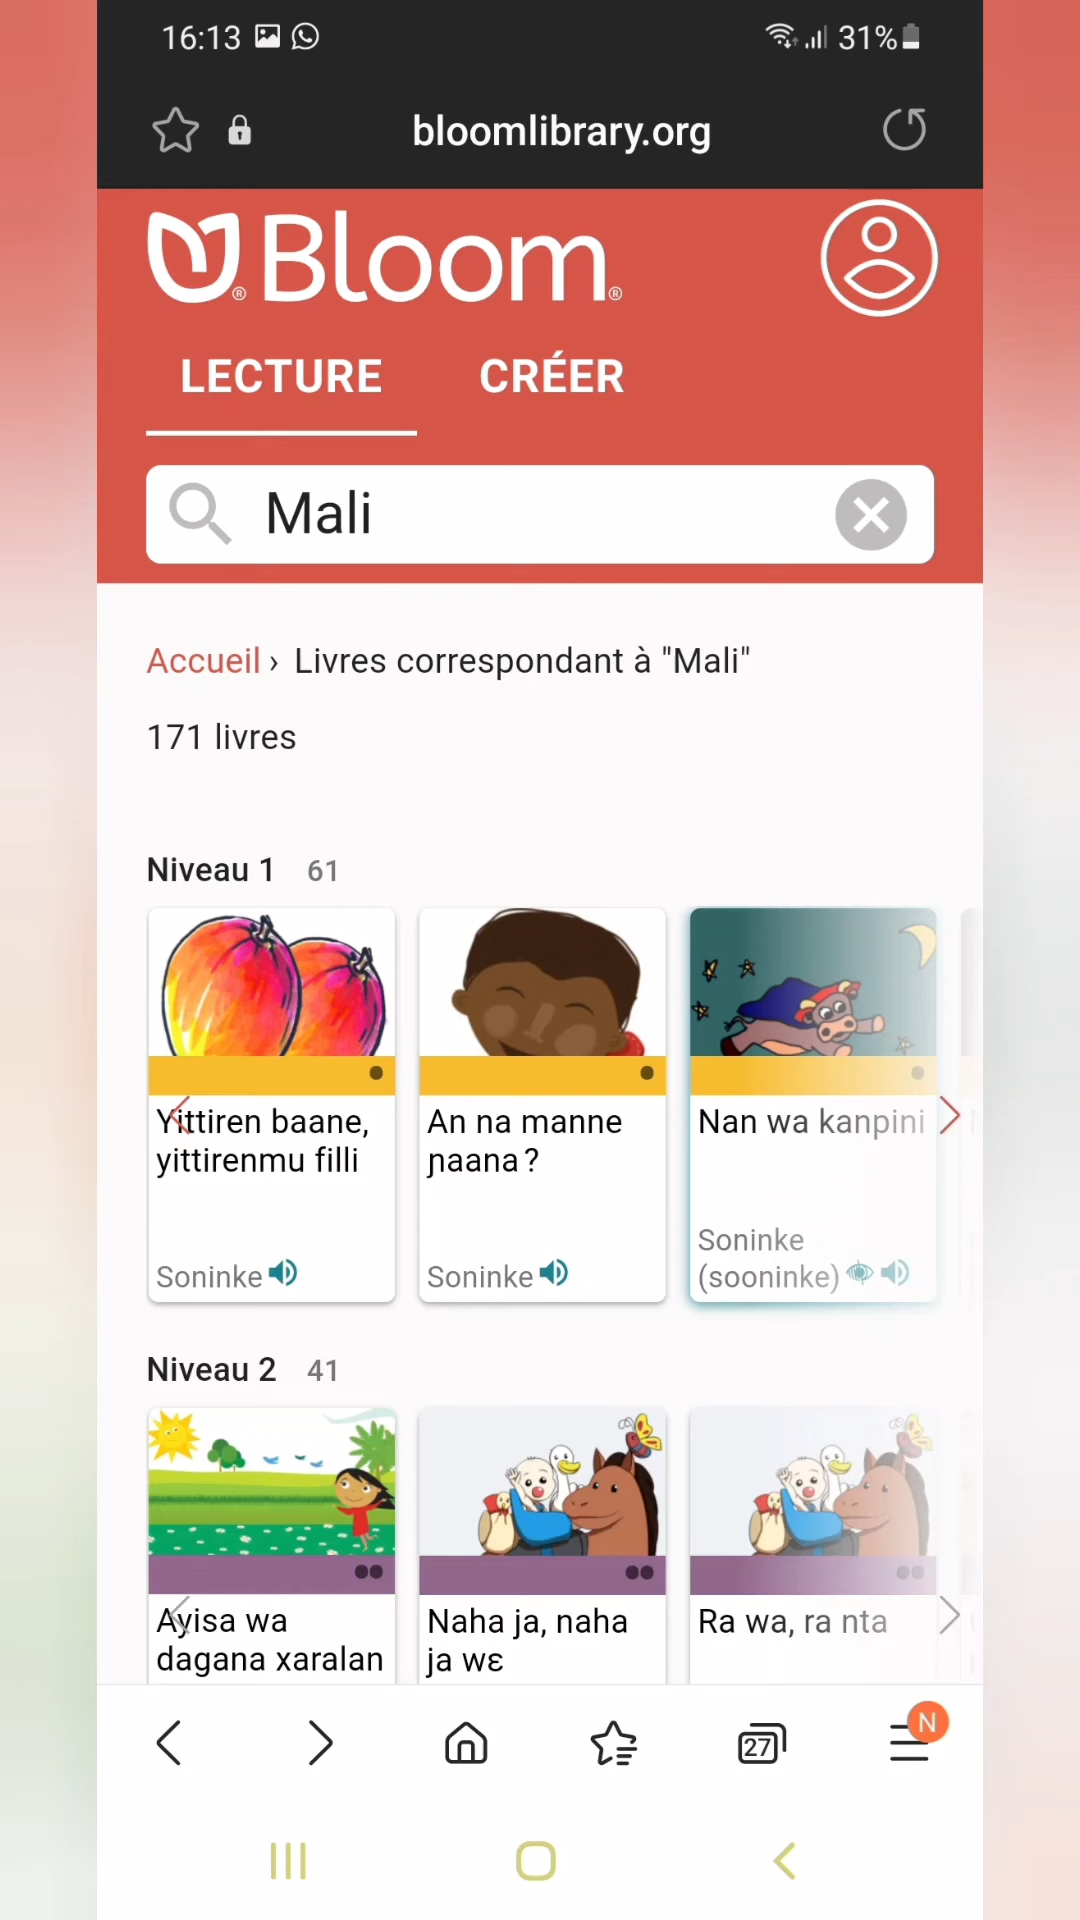 16:13
31%
bloomlibrary.org
Bloom
LECTURE CRÉER
Mali
Accueil › Livres correspondant à "Mali"
171 livres
Niveau 1 61
Yittiren baane,
yittirenmu filli
Soninke
An na manne
ɲaana ?
Soninke
Nan wa kanpini
Soninke
(sooninke)
Niveau 2 41
Ayisa wa
dagana xaralan
Naha ja, naha
ja wɛ
Ra wa, ra nta
27
N